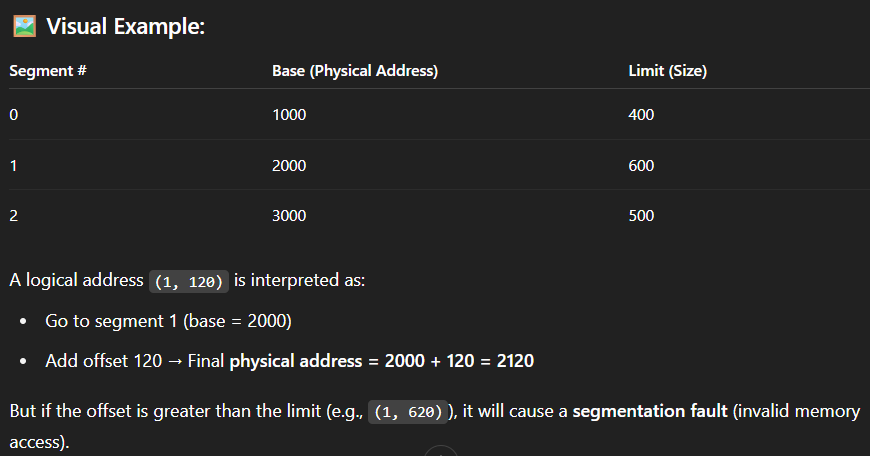 🖼️ Visual Example:
Segment # Base (Physical Address) Limit (Size)
0 1000 400
1 2000 600
2 3000 500
A logical address (1, 120) is interpreted as:
• Go to segment 1 (base = 2000)
• Add offset 120 → Final physical address = 2000 + 120 = 2120
But if the offset is greater than the limit (e.g., (1, 620)), it will cause a segmentation fault (invalid memory
access).